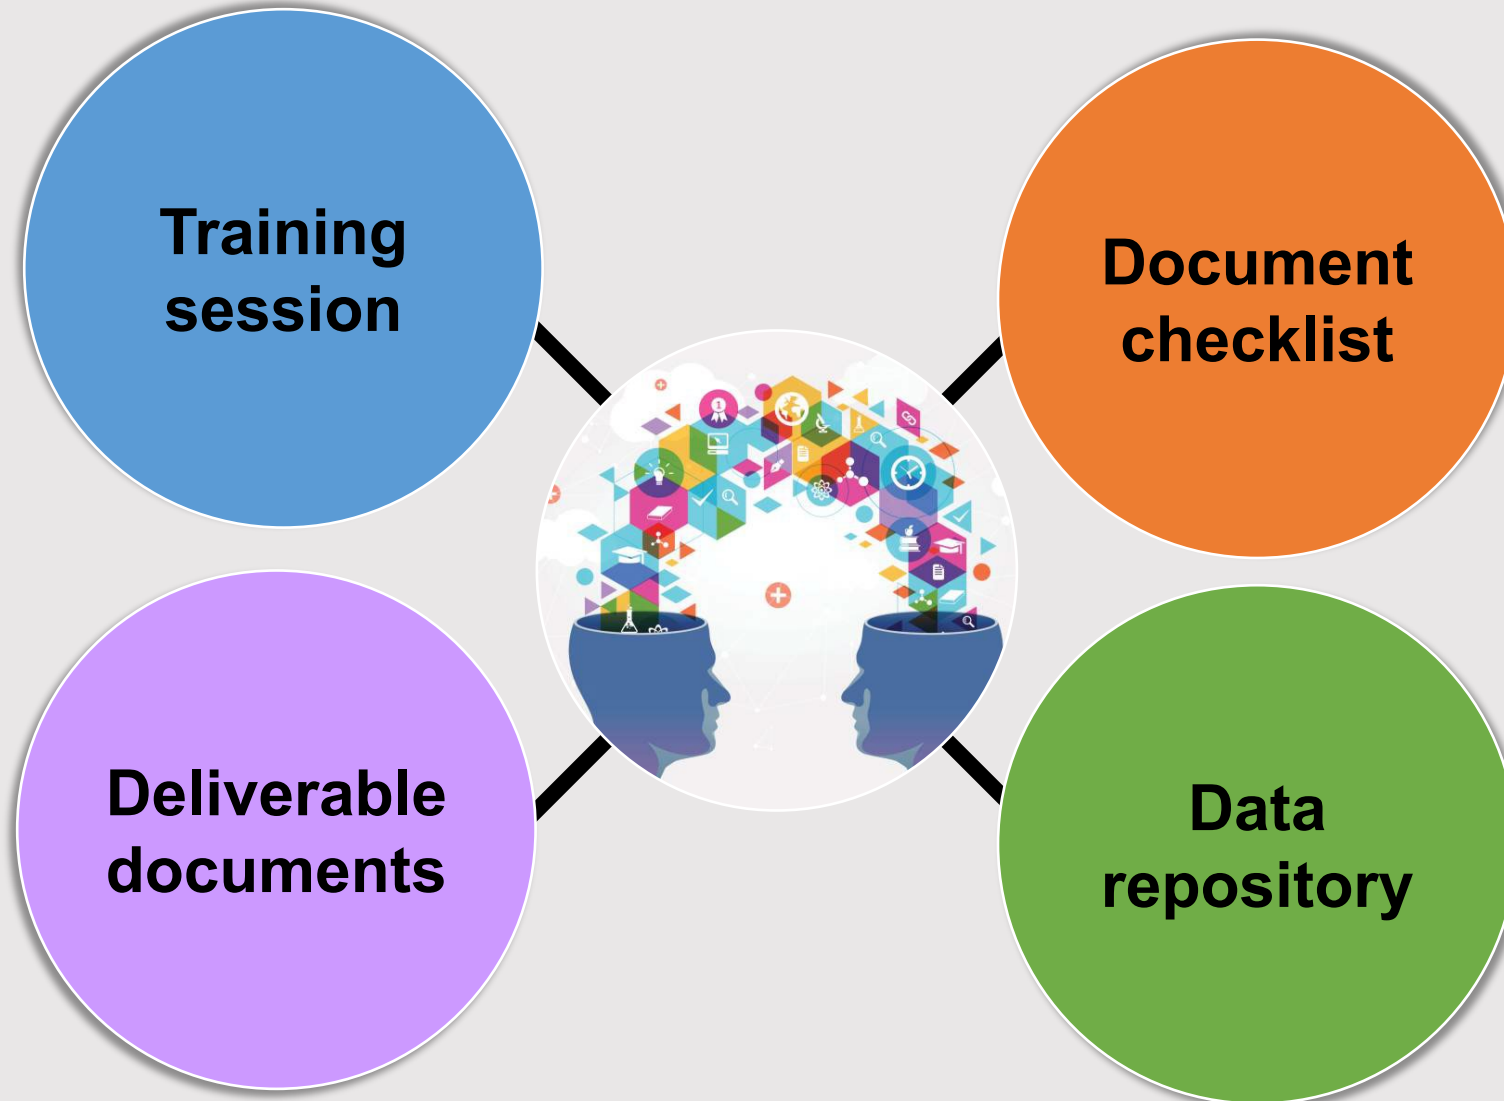 Training
session
Document
checklist
Deliverable
documents
Data
repository